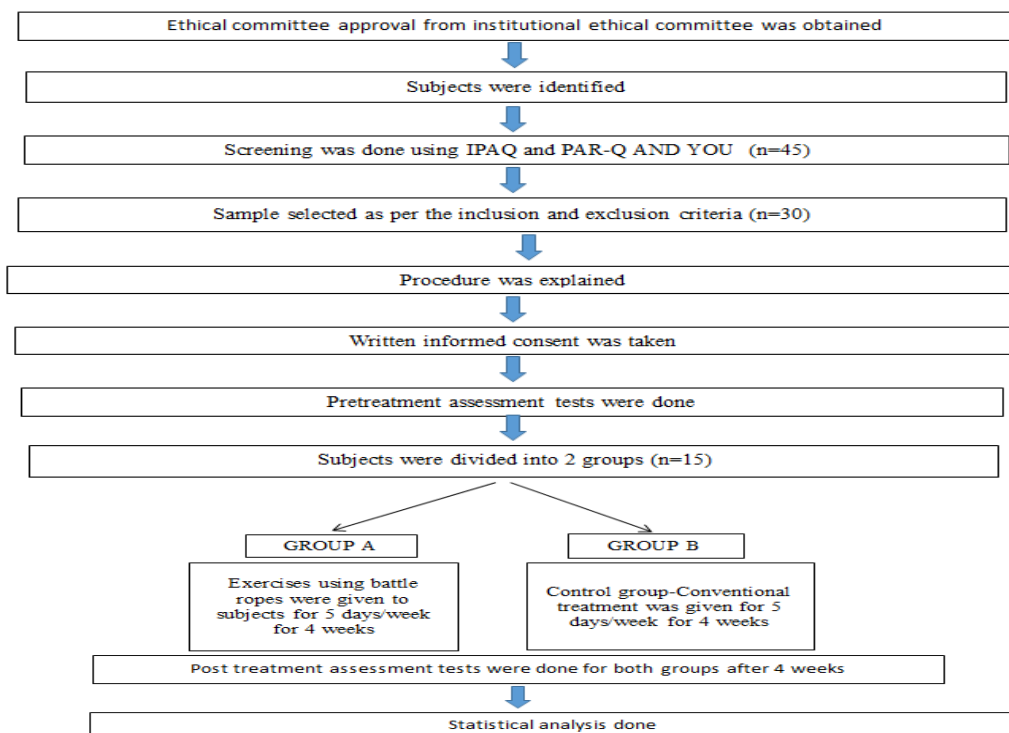 Ethical committee approval from institutional ethical committee was obtained
Subjects were identified
Screening was done using IPAQ and PAR-Q AND YOU (n=45)
Sample selected as per the inclusion and exclusion criteria (n=30)
Procedure was explained
Written informed consent was taken
Pretreatment assessment tests were done
Subjects were divided into 2 groups (n=15)
GROUP A
Exercises using battle
ropes were given to
subjects for 5 days/week
for 4 weeks
GROUP B
Control group-Conventional
treatment was given for 5
days/week for 4 weeks
Post treatment assessment tests were done for both groups after 4 weeks
Statistical analysis done